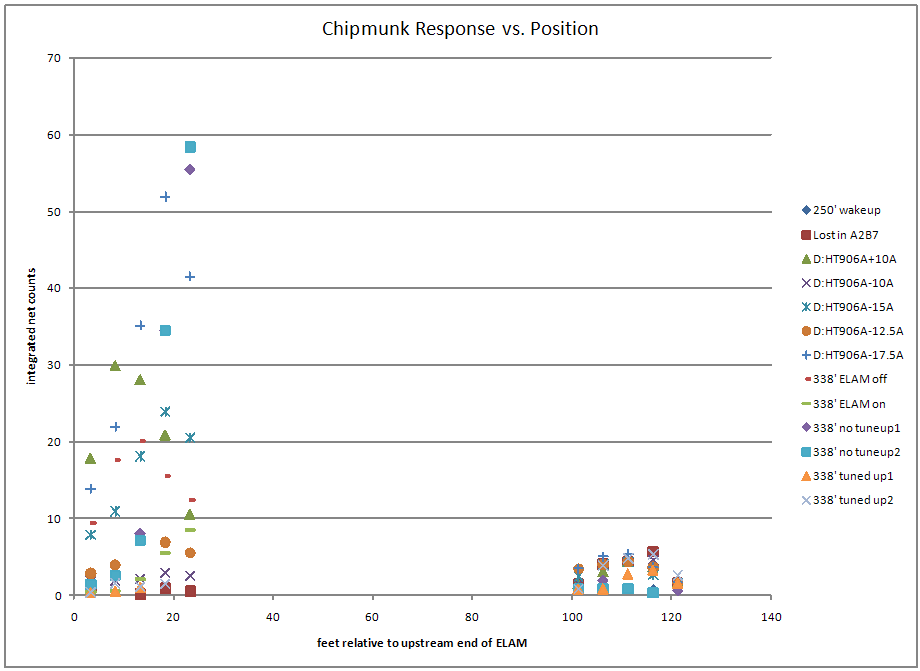 Chipmunk Response vs. Position
70
60
50
40
30
20
10
0
integrated net counts
0 20 40 60 80 100 120 140
feet relative to upstream end of ELAM
250' wakeup
Lost in A2B7
D:HT906A+10A
D:HT906A-10A
D:HT906A-15A
D:HT906A-12.5A
D:HT906A-17.5A
338' ELAM off
338' ELAM on
338' no tuneup1
338' no tuneup2
338' tuned up1
338' tuned up2